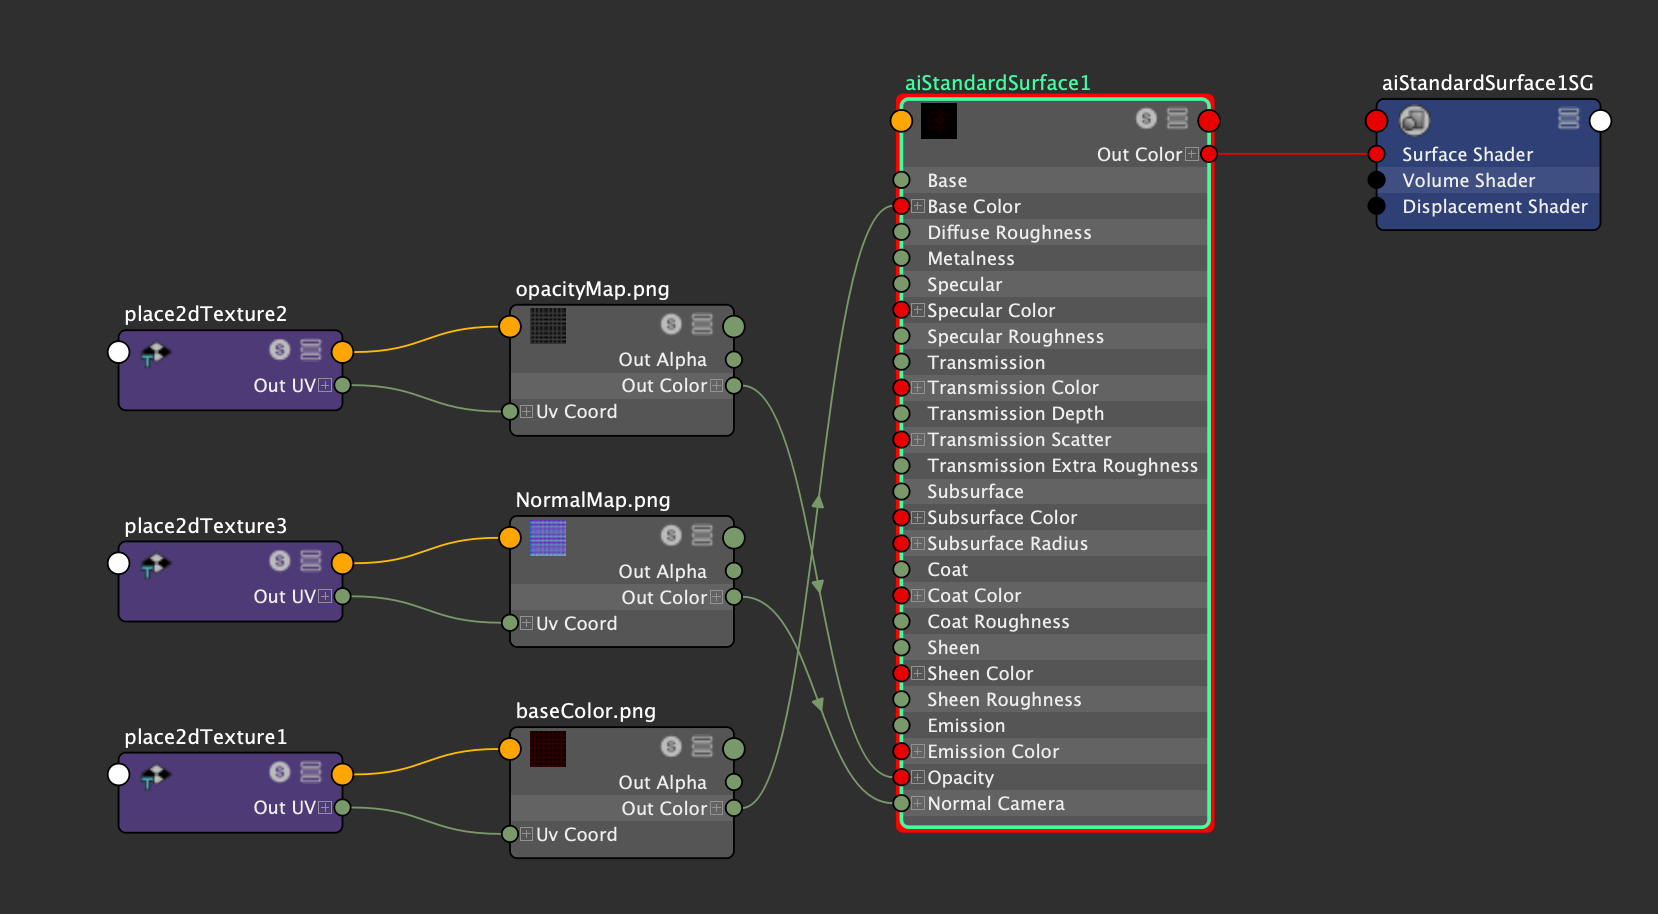 aiStandardSurface1
Out Color
Base
Base Color
Diffuse Roughness
Metalness
Specular
Specular Color
Specular Roughness
Transmission
Transmission Color
Transmission Depth
Transmission Scatter
Transmission Extra Roughness
Subsurface
Subsurface Color
Subsurface Radius
Coat
Coat Color
Coat Roughness
Sheen
Sheen Color
Sheen Roughness
Emission
Emission Color
Opacity
Normal Camera
aiStandardSurface1SG
Surface Shader
Volume Shader
Displacement Shader
place2dTexture2
Out UV
opacityMap.png
Out Alpha
Out Color
Uv Coord
place2dTexture3
Out UV
NormalMap.png
Out Alpha
Out Color
Uv Coord
place2dTexture1
Out UV
baseColor.png
Out Alpha
Out Color
Uv Coord